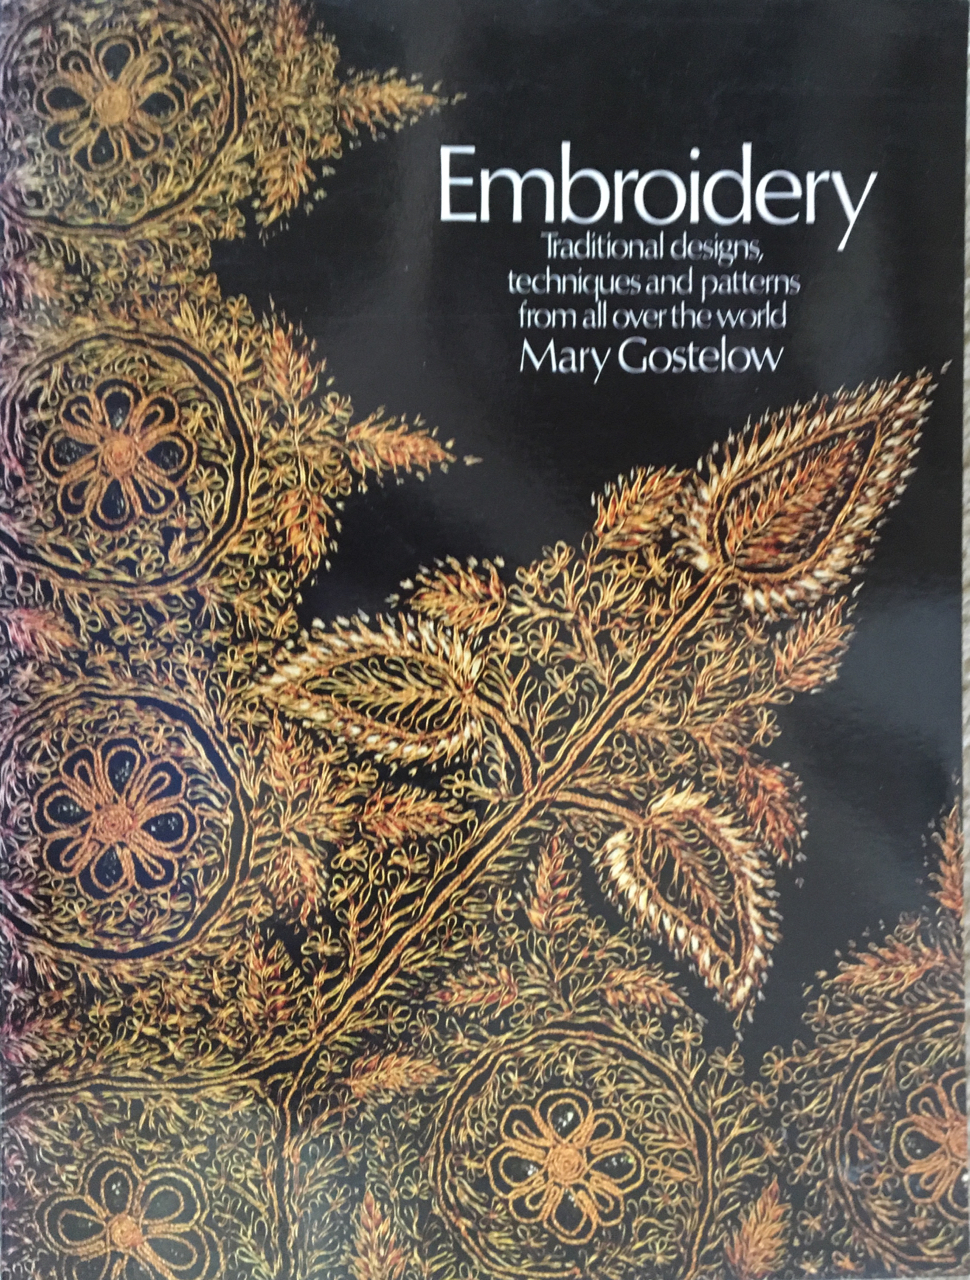 Embroidery
Traditional designs,
techniques and patterns
from all over the world
Mary Gostelow